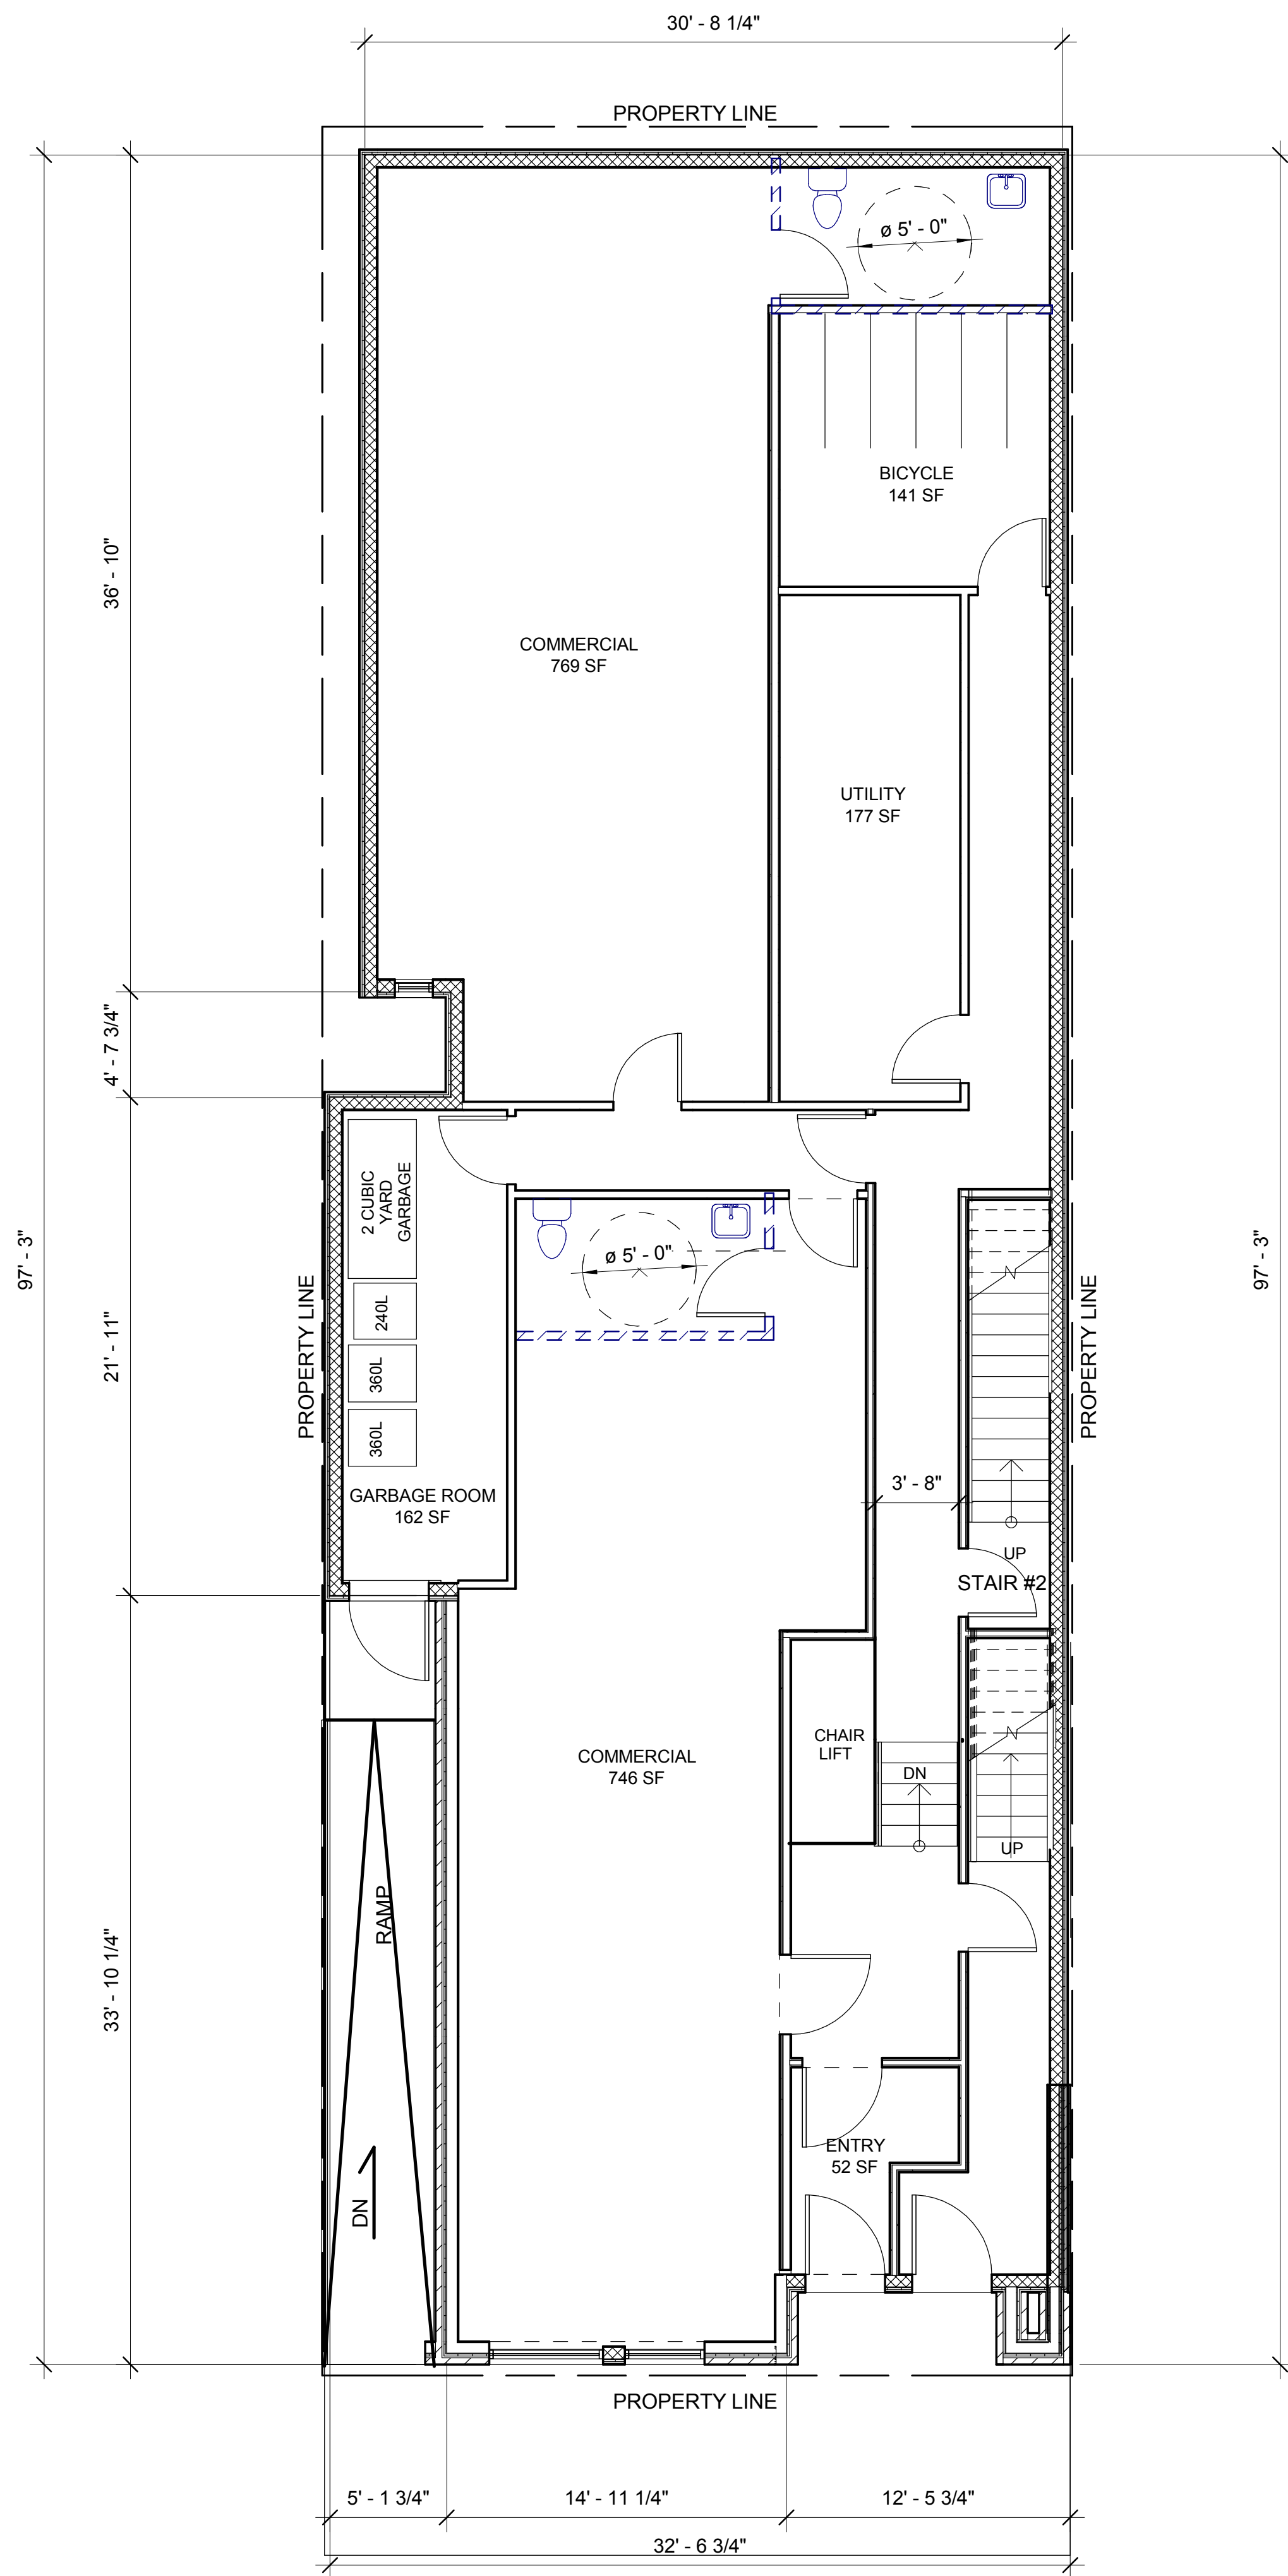 30' - 8 1/4"
PROPERTY LINE
ø 5' - 0"
BICYCLE
141 SF
36' - 10"
COMMERCIAL
769 SF
UTILITY
177 SF
4' - 7 3/4"
2 CUBIC
YARD
GARBAGE
ø 5' - 0"
97' - 3"
97' - 3"
240L
PROPERTY LINE
PROPERTY LINE
21' - 11"
360L
360L
3' - 8"
GARBAGE ROOM
162 SF
UP
STAIR #2
CHAIR
LIFT
COMMERCIAL
746 SF
DN
UP
RAMP
33' - 10 1/4"
ENTRY
52 SF
DN
PROPERTY LINE
5' - 1 3/4"
14' - 11 1/4"
12' - 5 3/4"
32' - 6 3/4"